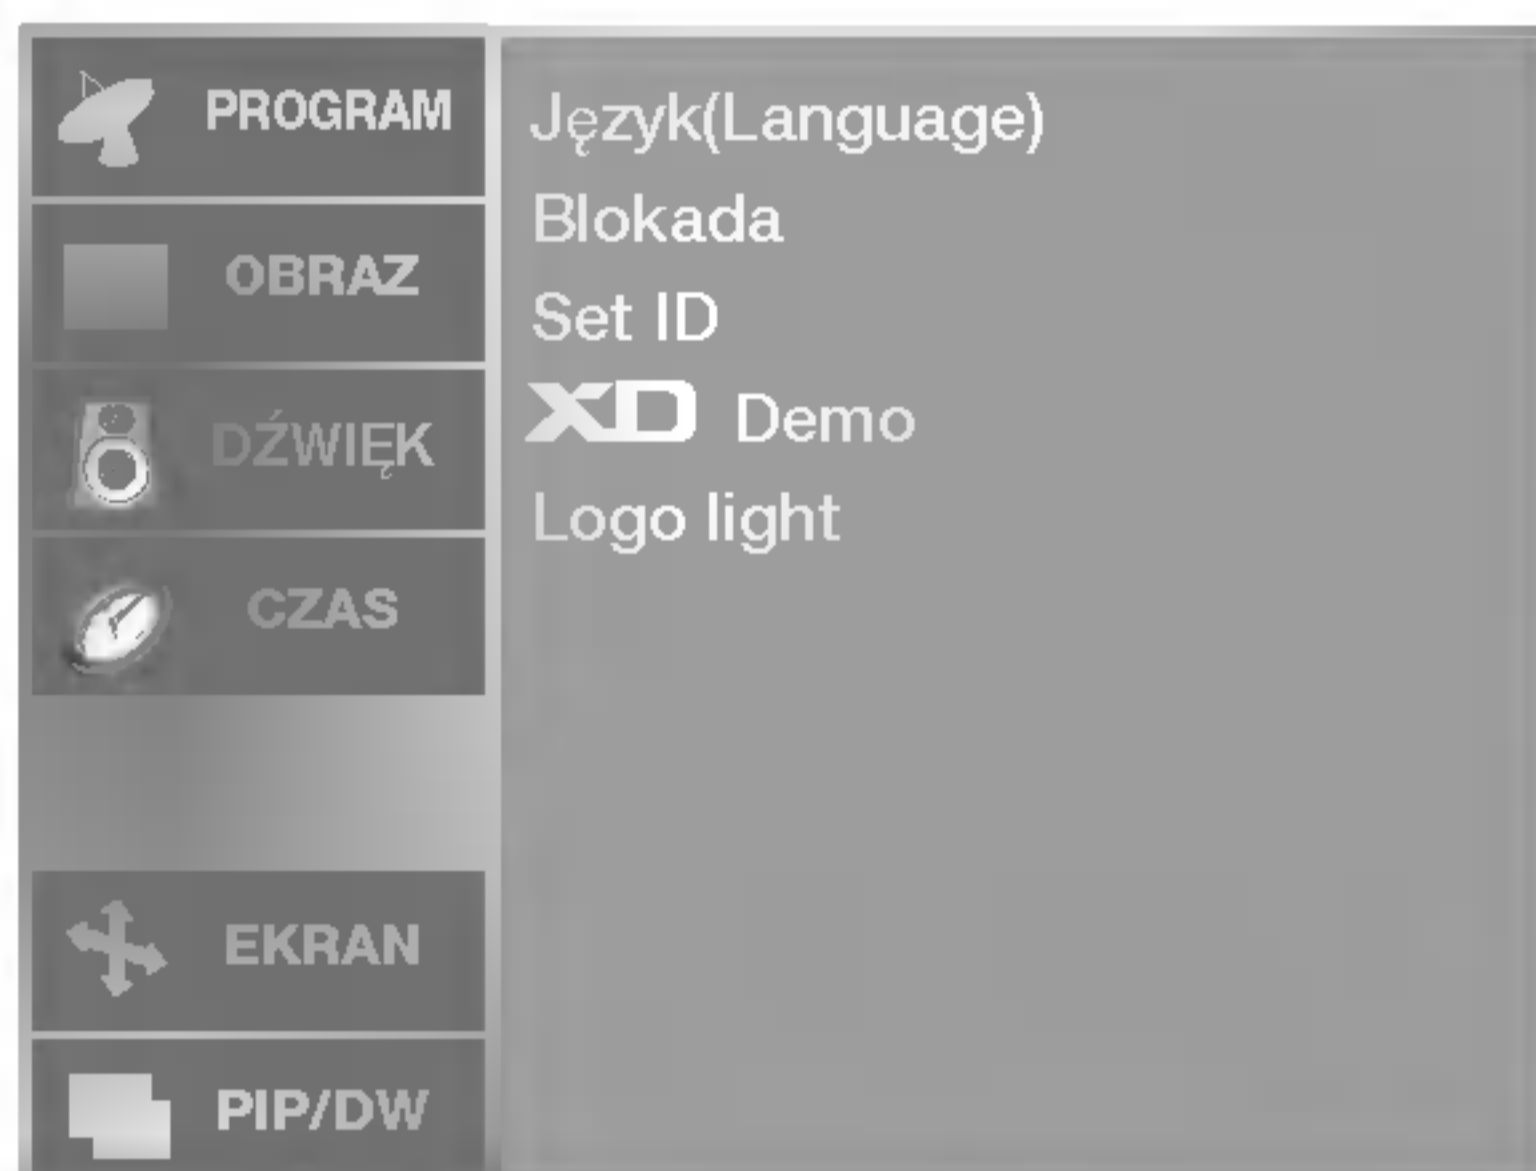 PROGRAM
OBRAZ
DŹWIĘK
CZAS
EKRAN
PIP/DW
Język(Language)
Blokada
Set ID
XD Demo
Logo light